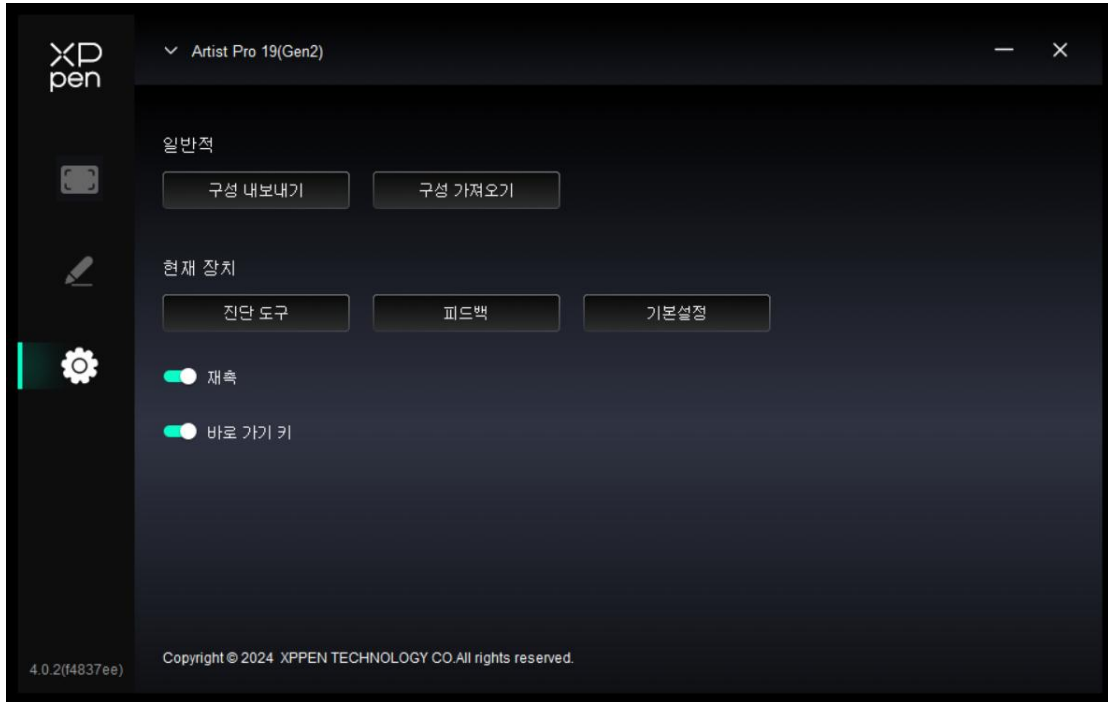 XP
pen
Artist Pro 19(Gen2)
일반적
구성 내보내기
구성 가져오기
현재 장치
진단 도구
피드백
기본설정
재촉
바로 가기 키
4.0.2(f4837ee)
Copyright © 2024 XPPEN TECHNOLOGY CO.All rights reserved.